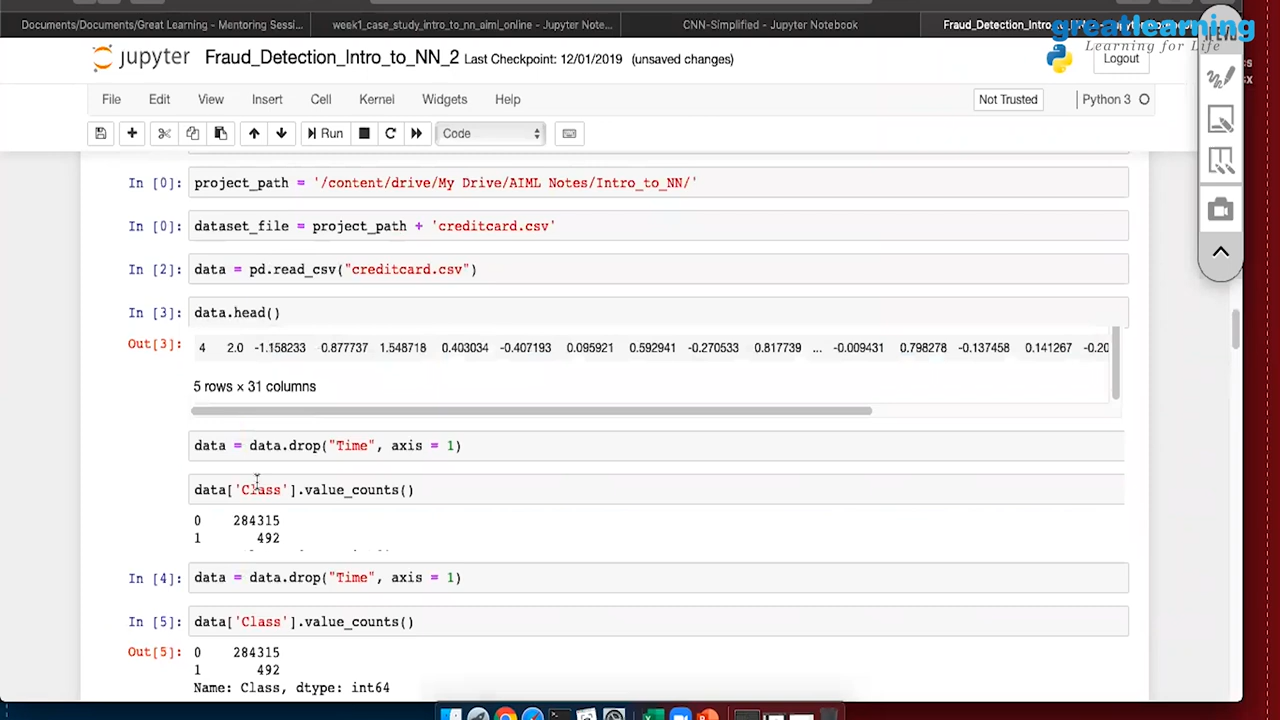 Documents/Documents/Great Learning - Mentoring Sessi...
week1_case_study_intro_to_nn_aiml_online - Jupyter Note...
CNN-Simplified - Jupyter Notebook
Fraud_Detection_Intro_to
greatlearning
Learning for Life
jupyter Fraud_Detection_Intro_to_NN_2 Last Checkpoint: 12/01/2019 (unsaved changes)
Logout
File Edit View Insert Cell Kernel Widgets Help
Not Trusted Python 3
Run Code
In [0]: project_path = '/content/drive/My Drive/AIML Notes/Intro_to_NN/'
In [0]: dataset_file = project_path + 'creditcard.csv'
In [2]: data = pd.read_csv("creditcard.csv")
In [3]: data.head()
Out[3]: 4 2.0 -1.158233 0.877737 1.548718 0.403034 -0.407193 0.095921 0.592941 -0.270533 0.817739 ... -0.009431 0.798278 -0.137458 0.141267 -0.20
5 rows × 31 columns
data = data.drop("Time", axis = 1)
data['Class'].value_counts()
0 284315
1 492
In [4]: data = data.drop("Time", axis = 1)
In [5]: data['Class'].value_counts()
Out[5]: 0 284315
1 492
Name: Class, dtype: int64